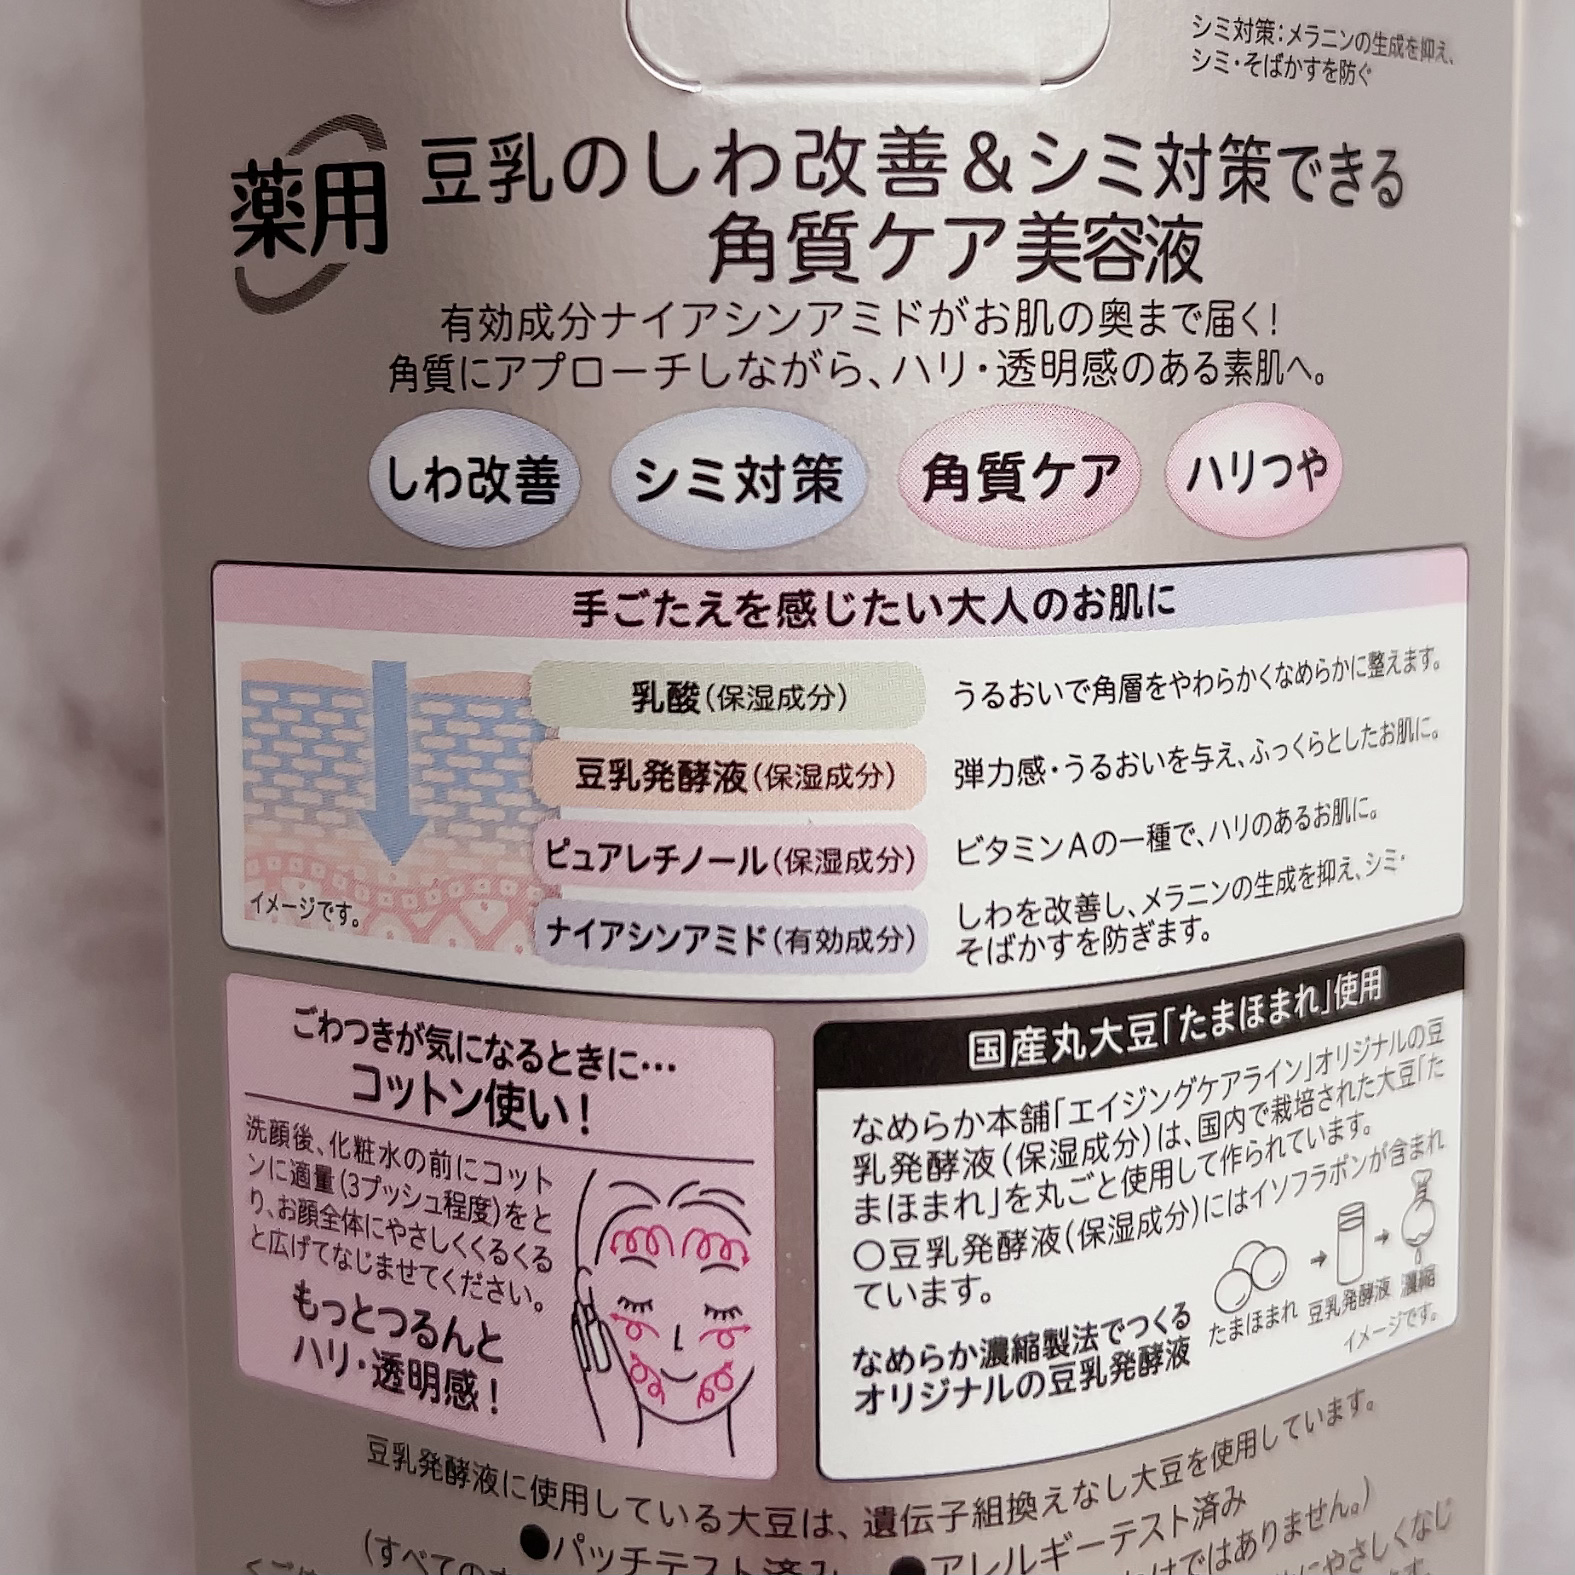 シミ対策：メラニンの生成を抑え、
シミ・そばかすを防ぐ
薬用
豆乳のしわ改善＆シミ対策できる
角質ケア美容液
有効成分ナイアシンアミドがお肌の奥まで届く！
角質にアプローチしながら、ハリ・透明感のある素肌へ。
しわ改善
シミ対策
角質ケア
ハリつや
手ごたえを感じたい大人のお肌に
乳酸（保湿成分）
うるおいで角層をやわらかくなめらかに整えます。
豆乳発酵液（保湿成分）
弾力感・うるおいを与え、ふっくらとしたお肌に。
ピュアレチノール（保湿成分）
ビタミンAの一種で、ハリのあるお肌に。
ナイアシンアミド（有効成分）
しわを改善し、メラニンの生成を抑え、シミ・
そばかすを防ぎます。
イメージです。
ごわつきが気になるときに…
コットン使い！
洗顔後、化粧水の前にコット
ンに適量（3プッシュ程度）をと
り、お顔全体にやさしくくるくる
と広げてなじませてください。
もっとつるんと
ハリ・透明感！
国産丸大豆「たまほまれ」使用
なめらか本舗「エイジングケアライン」オリジナルの豆
乳発酵液（保湿成分）は、国内で栽培された大豆「た
まほまれ」を丸ごと使用して作られています。
○豆乳発酵液（保湿成分）にはイソフラボンが含まれ
ています。
なめらか濃縮製法でつくる
オリジナルの豆乳発酵液
たまほまれ
豆乳発酵液
濃縮
イメージです。
豆乳発酵液に使用している大豆は、遺伝子組換えなし大豆を使用しています。
●パッチテスト済み ●アレルギーテスト済み
（すべての けではありません。）
にやさしくなじ